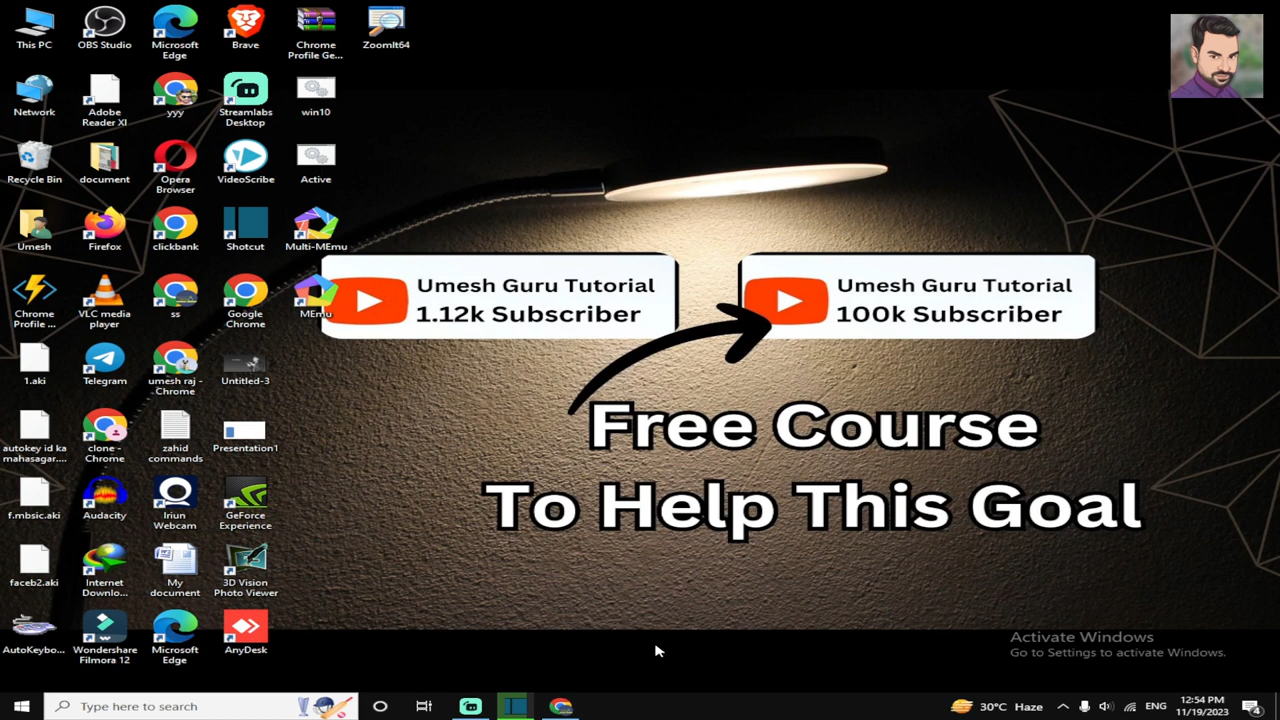 This PC
OBS Studio
Microsoft
Edge
Brave
Chrome
Profile Ge...
ZoomIt64
Network
Adobe
Reader XI
yyy
Streamlabs
Desktop
win10
Recycle Bin
document
Opera
Browser
VideoScribe
Active
Umesh
Firefox
clickbank
Shotcut
Multi-MEmu
Chrome
Profile ...
VLC media
player
ss
Google
Chrome
MEmu
1.aki
Telegram
umesh raj -
Chrome
Untitled-3
autokey id ka
mahasagar....
clone -
Chrome
zahid
commands
Presentation1
f.mbsic.aki
Audacity
Iriun
Webcam
GeForce
Experience
faceb2.aki
Internet
Downlo...
My
document
3D Vision
Photo Viewer
AutoKeybo...
Wondershare
Filmora 12
Microsoft
Edge
AnyDesk
Umesh Guru Tutorial
1.12k Subscriber
Umesh Guru Tutorial
100k Subscriber
Free Course
To Help This Goal
Activate Windows
Go to Settings to activate Windows.
Type here to search
30°C Haze
ENG
12:54 PM
11/19/2023
4